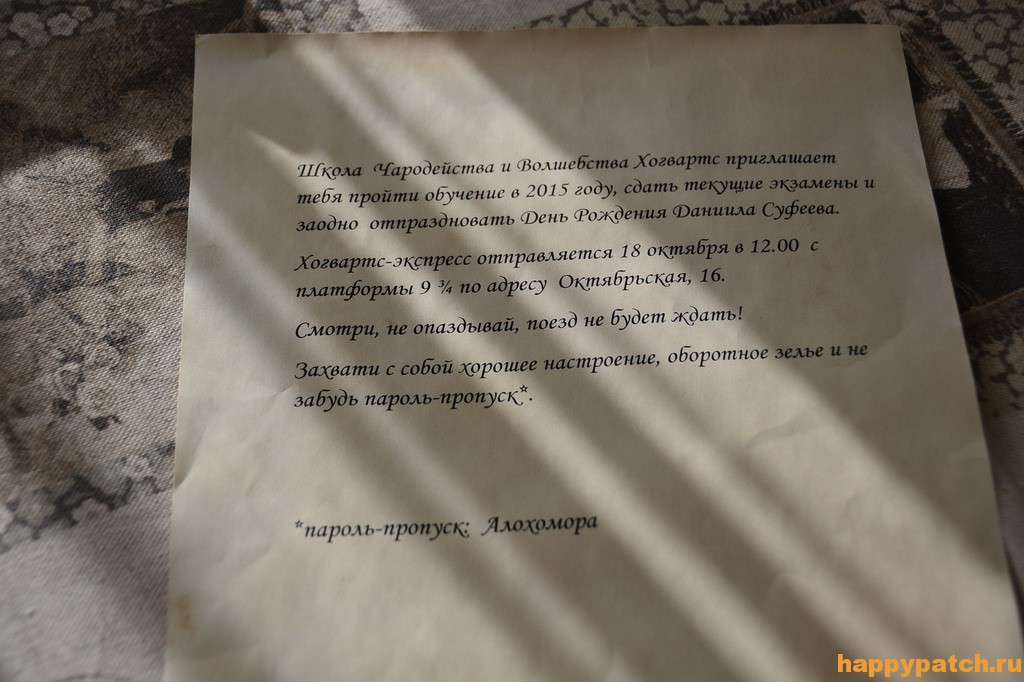 Школа Чародейства и Волшебства Хогвартс приглашает
тебя пройти обучение в 2015 году, сдать текущие экзамены и
заодно отпраздновать День Рождения Даниила Суфеева.
Хогвартс-экспресс отправляется 18 октября в 12.00 с
платформы 9 ¾ по адресу Октябрьская, 16.
Смотри, не опаздывай, поезд не будет ждать!
Захвати с собой хорошее настроение, оборотное зелье и не
забудь пароль-пропуск*.
*пароль-пропуск: Алохомора
happypatch.ru